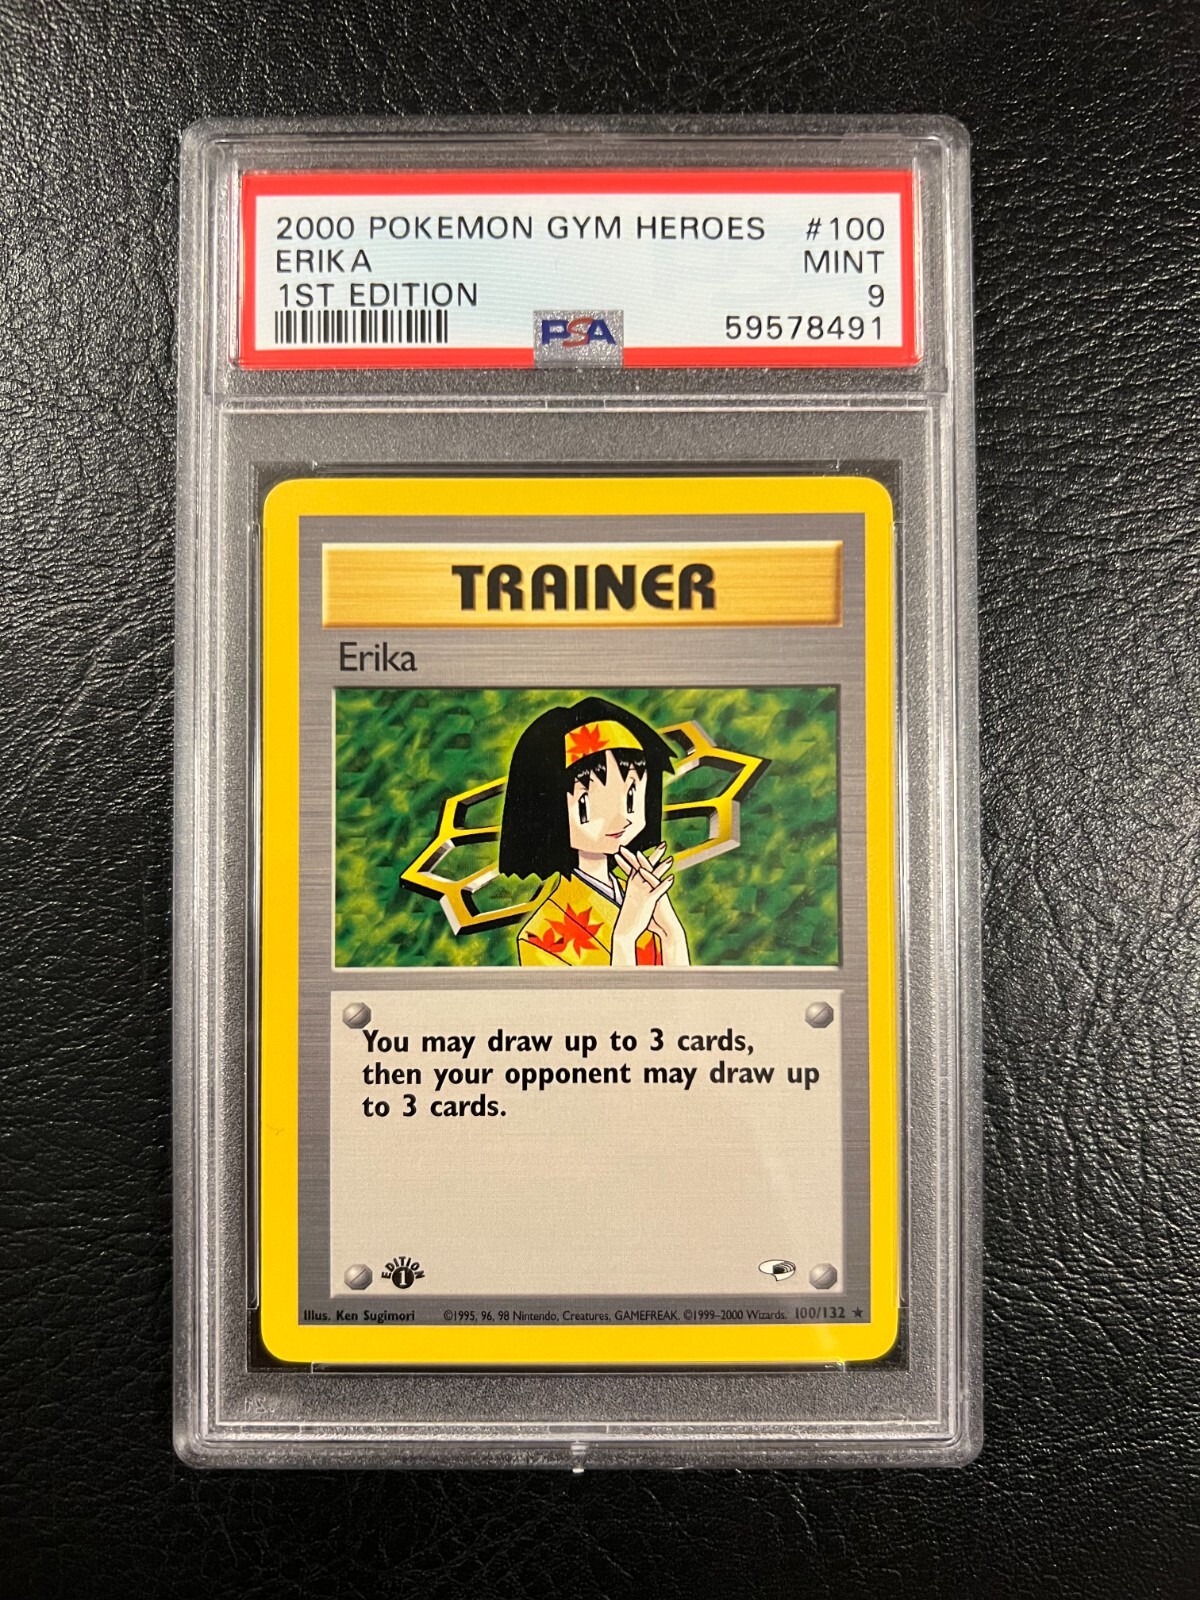 2000 POKEMON GYM HEROES #100
ERIKA MINT
1ST EDITION 9
PSA 59578491
TRAINER
Erika
You may draw up to 3 cards,
then your opponent may draw up
to 3 cards.
EDITION 1
Illus. Ken Sugimori ©1995, 96, 98 Nintendo, Creatures, GAMEFREAK. ©1999-2000 Wizards. 100/132 ★